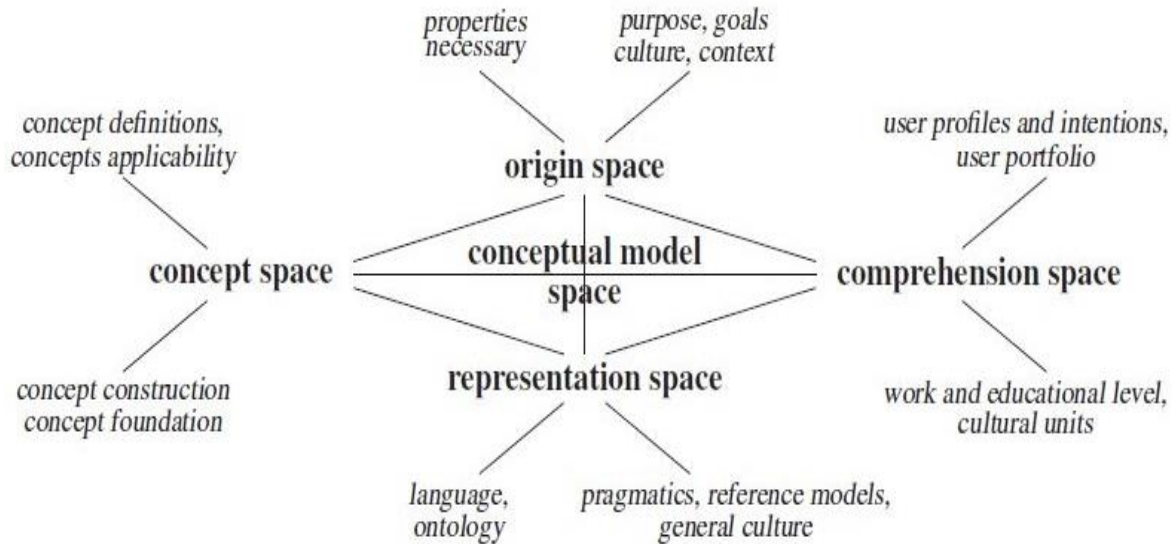 properties
necessary
purpose, goals
culture, context
concept definitions,
concepts applicability
user profiles and intentions,
user portfolio
origin space
concept space
conceptual model
space
comprehension space
representation space
concept construction
concept foundation
work and educational level,
cultural units
language,
ontology
pragmatics, reference models,
general culture